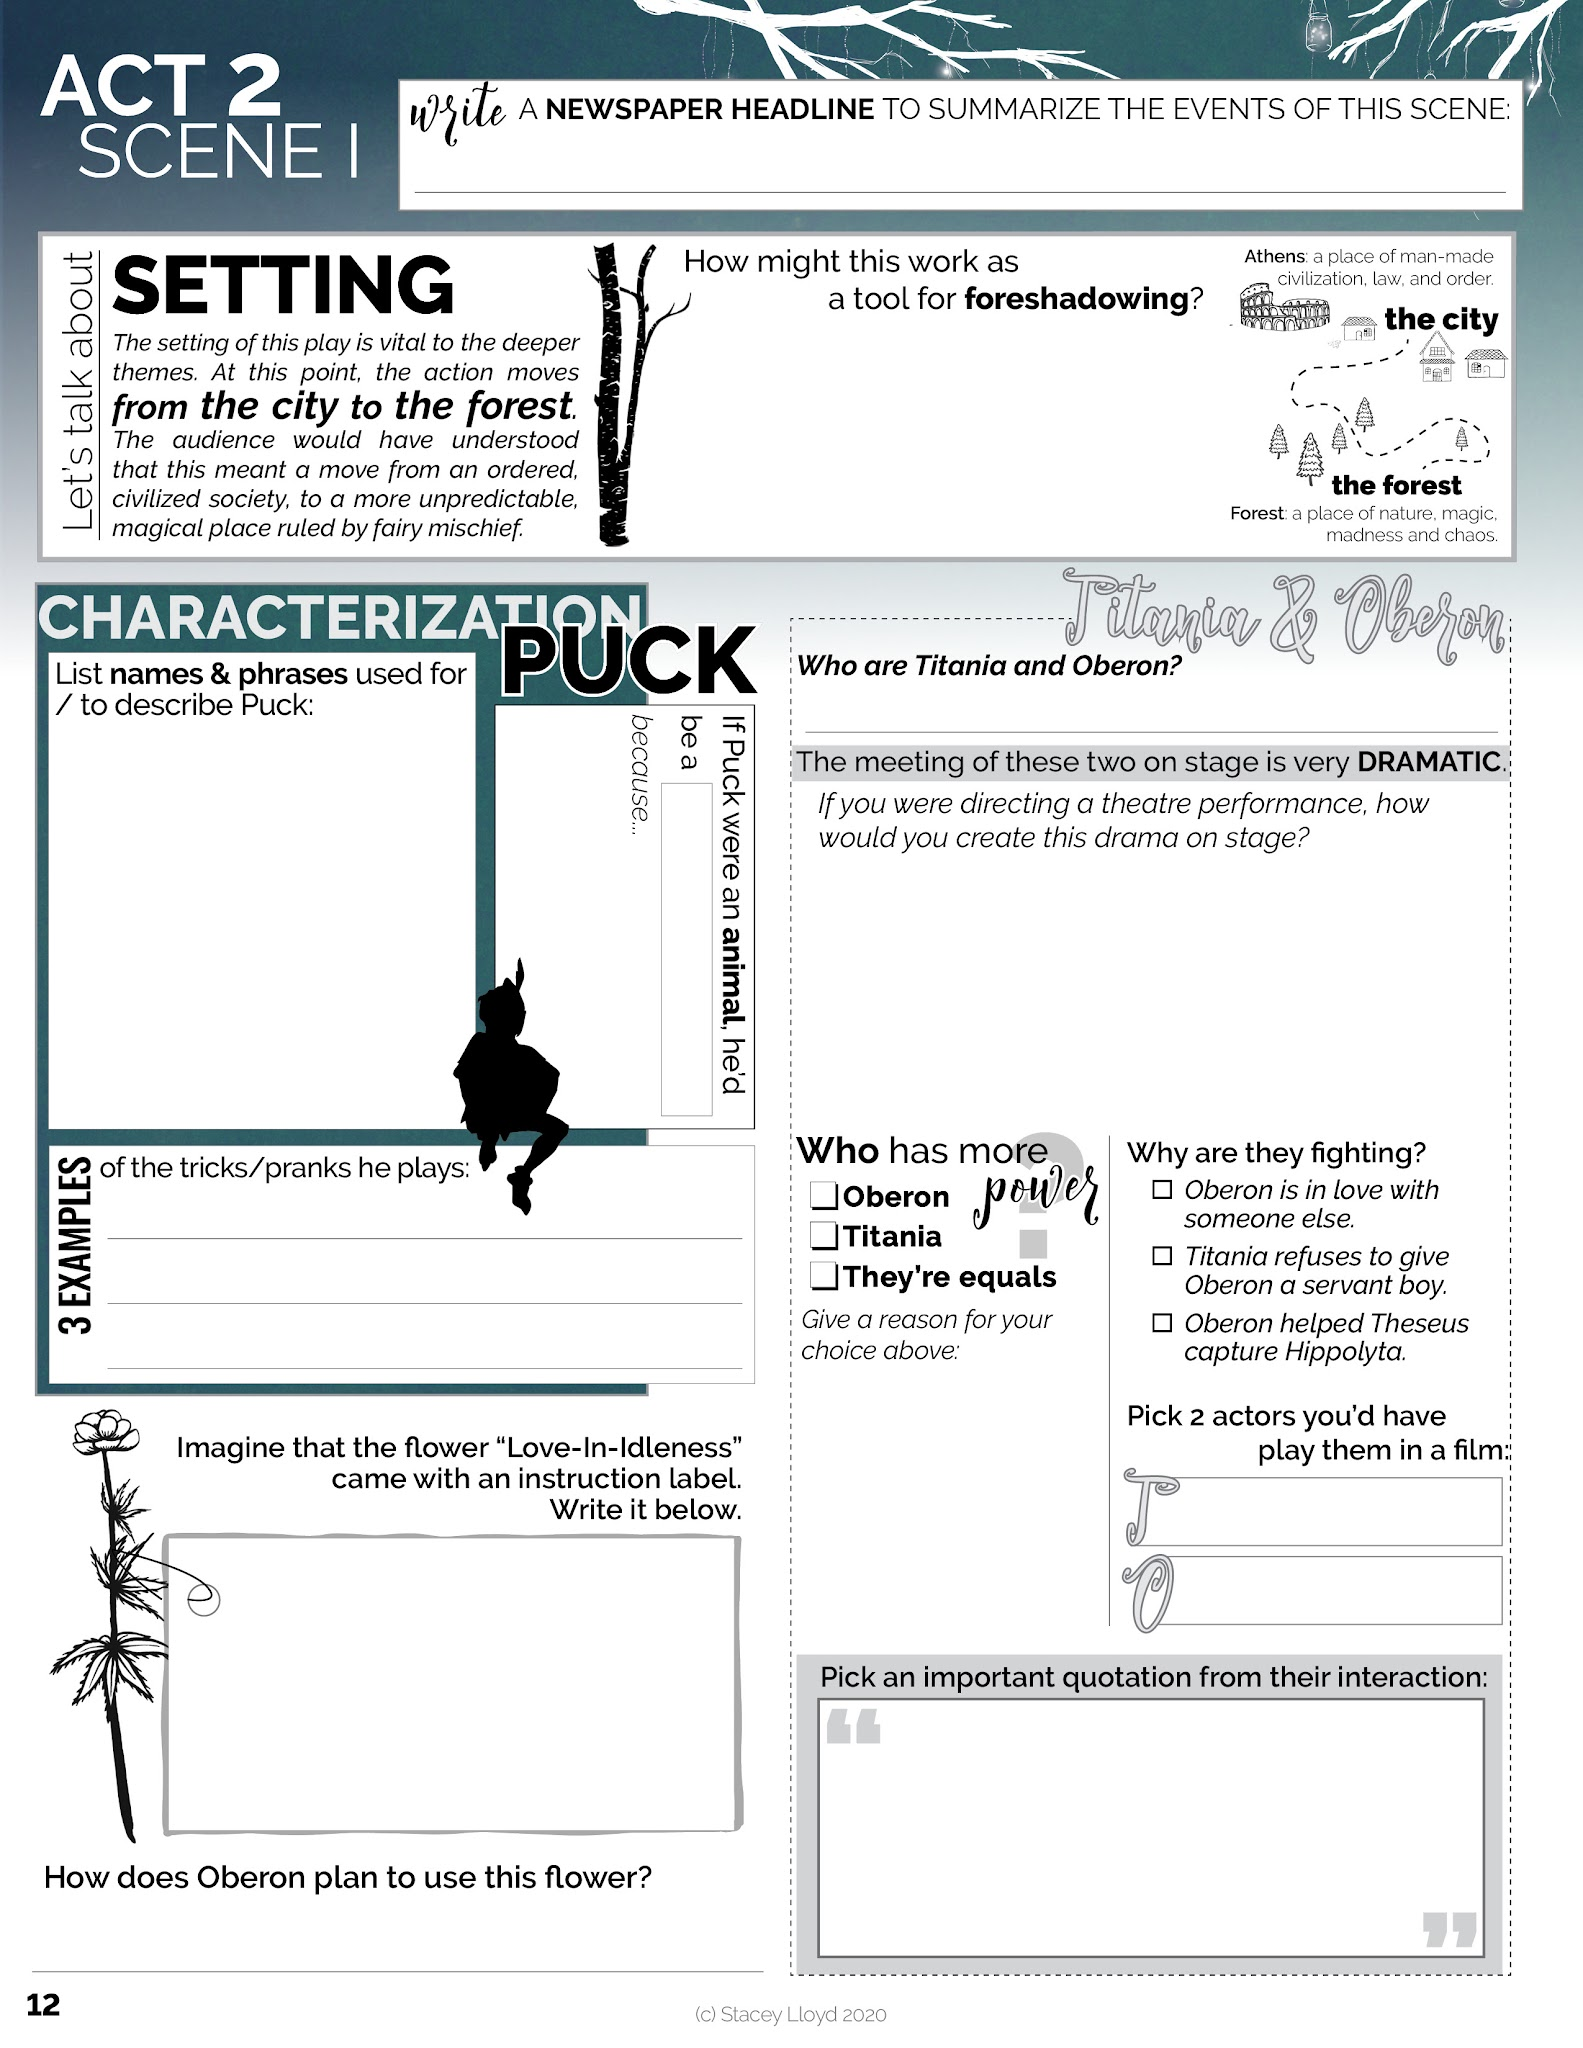 ACT 2
SCENE I
write A NEWSPAPER HEADLINE TO SUMMARIZE THE EVENTS OF THIS SCENE:
Let's talk about
SETTING
The setting of this play is vital to the deeper
themes. At this point, the action moves
from the city to the forest.
The audience would have understood
that this meant a move from an ordered,
civilized society, to a more unpredictable,
magical place ruled by fairy mischief.
How might this work as
a tool for foreshadowing?
Athens: a place of man-made
civilization, law, and order.
the city
the forest
Forest: a place of nature, magic,
madness and chaos.
CHARACTERIZATION
PUCK
List names & phrases used for
/ to describe Puck:
If Puck were an animal, he'd
be a
because...
3 EXAMPLES
of the tricks/pranks he plays:
Imagine that the flower “Love-In-Idleness”
came with an instruction label.
Write it below.
How does Oberon plan to use this flower?
Titania & Oberon
Who are Titania and Oberon?
The meeting of these two on stage is very DRAMATIC.
If you were directing a theatre performance, how
would you create this drama on stage?
Who has more
power
?
Oberon
Titania
They're equals
Give a reason for your
choice above:
Why are they fighting?
Oberon is in love with
someone else.
Titania refuses to give
Oberon a servant boy.
Oberon helped Theseus
capture Hippolyta.
Pick 2 actors you'd have
play them in a film:
T
O
Pick an important quotation from their interaction:
“
”
12
(c) Stacey Lloyd 2020